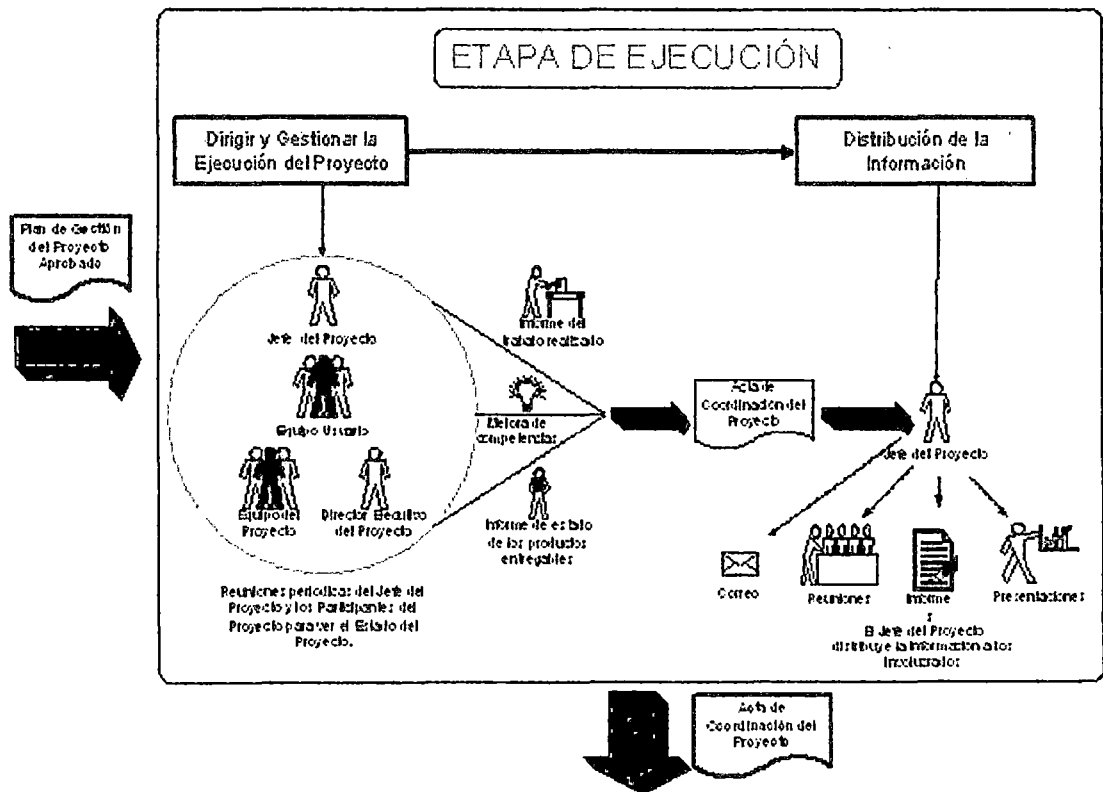 ETAPA DE EJECUCIÓN
Dirigir y Gestionar la
Ejecución del Proyecto
Distribución de la
Información
Plan de Gestión
del Proyecto
Aprobado
Jefe del Proyecto
Equipo Usuario
Equipo del
Proyecto
Director Ejecutivo
del Proyecto
Reuniones periodicas del Jefe del
Proyecto y los Participantes del
Proyecto para ver el Estado del
Proyecto.
Informe del
trabajo realizado
Mejora de
competencias
Informe de estado
de los productos
entregables
Acta de
Coordinación del
Proyecto
Jefe del Proyecto
Correo
Reuniones
Informe
s
Presentaciones
El Jefe del Proyecto
distribuye la Informacion a los
Involucrados
Acta de
Coordinación del
Proyecto